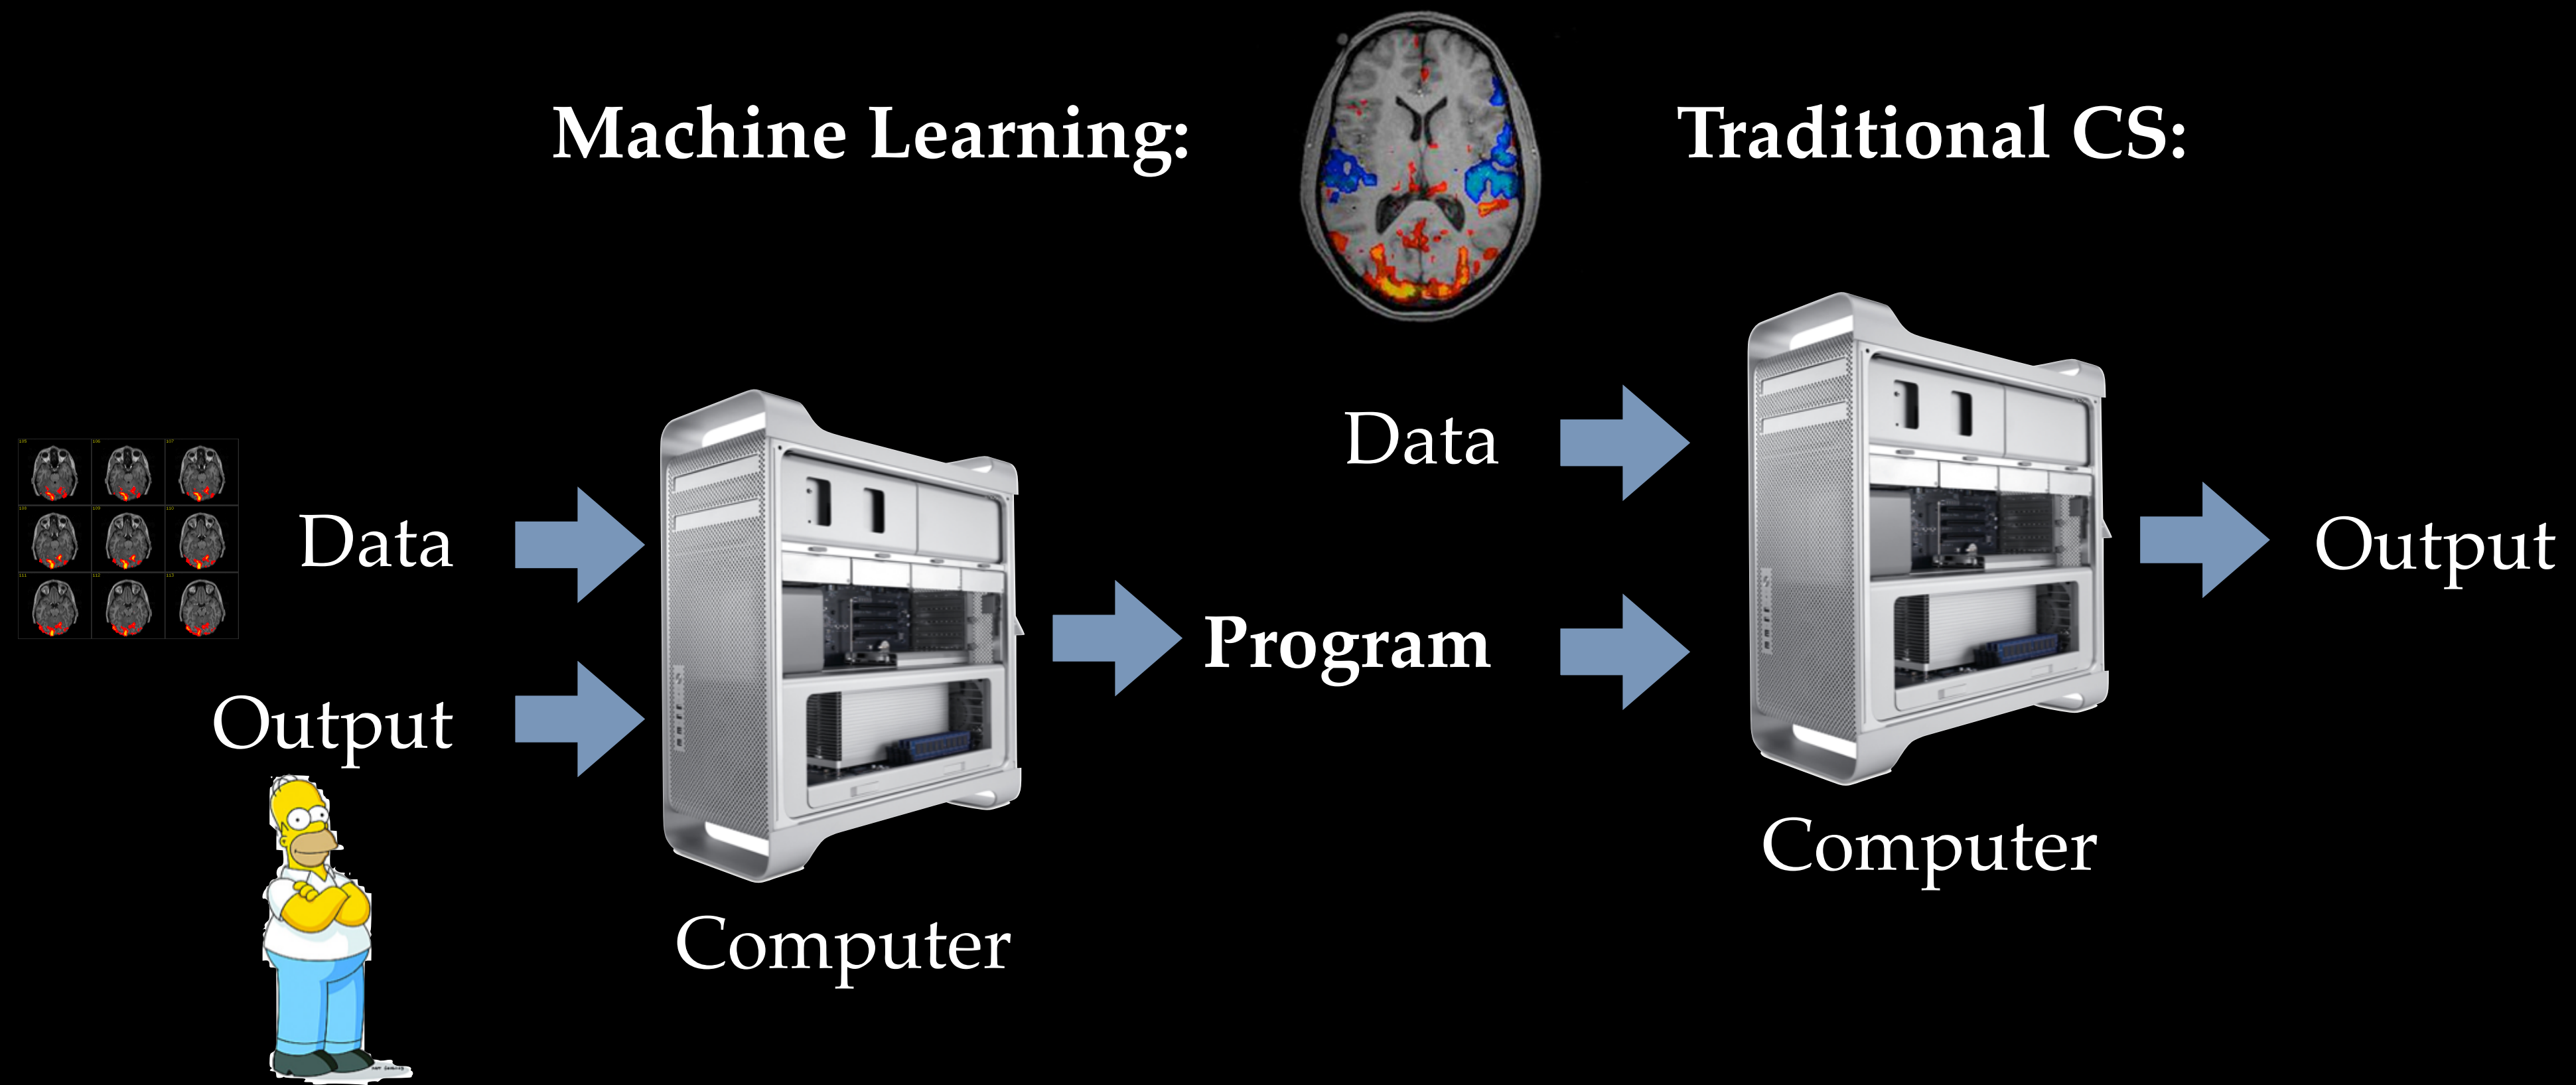 Machine Learning:
Traditional CS:
Data
Output
Computer
Program
Data
Computer
Output